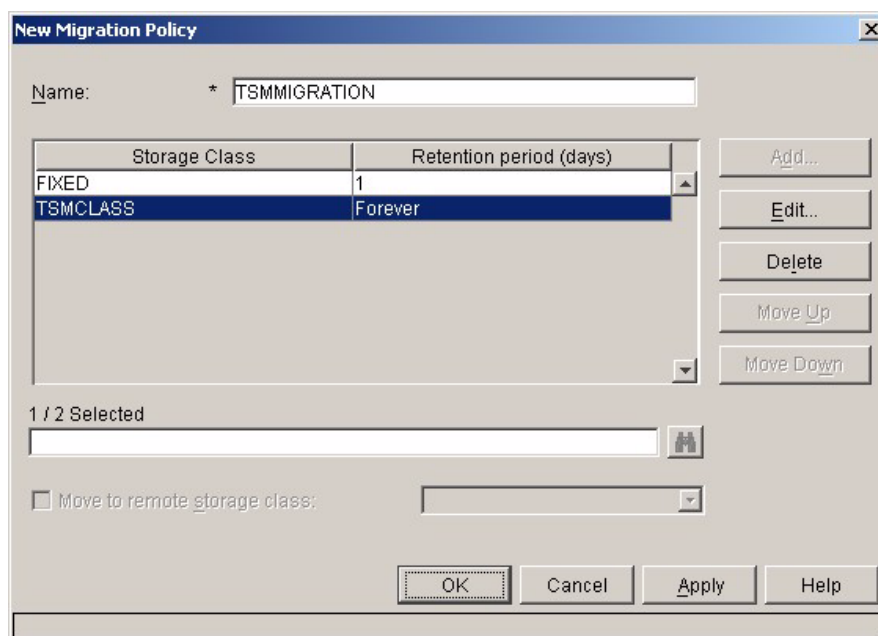 New Migration Policy
Name: * TSMMIGRATION
Storage Class Retention period (days)
FIXED 1
TSMCLASS Forever
Add...
Edit...
Delete
Move Up
Move Down
1 / 2 Selected
Move to remote storage class:
OK Cancel Apply Help